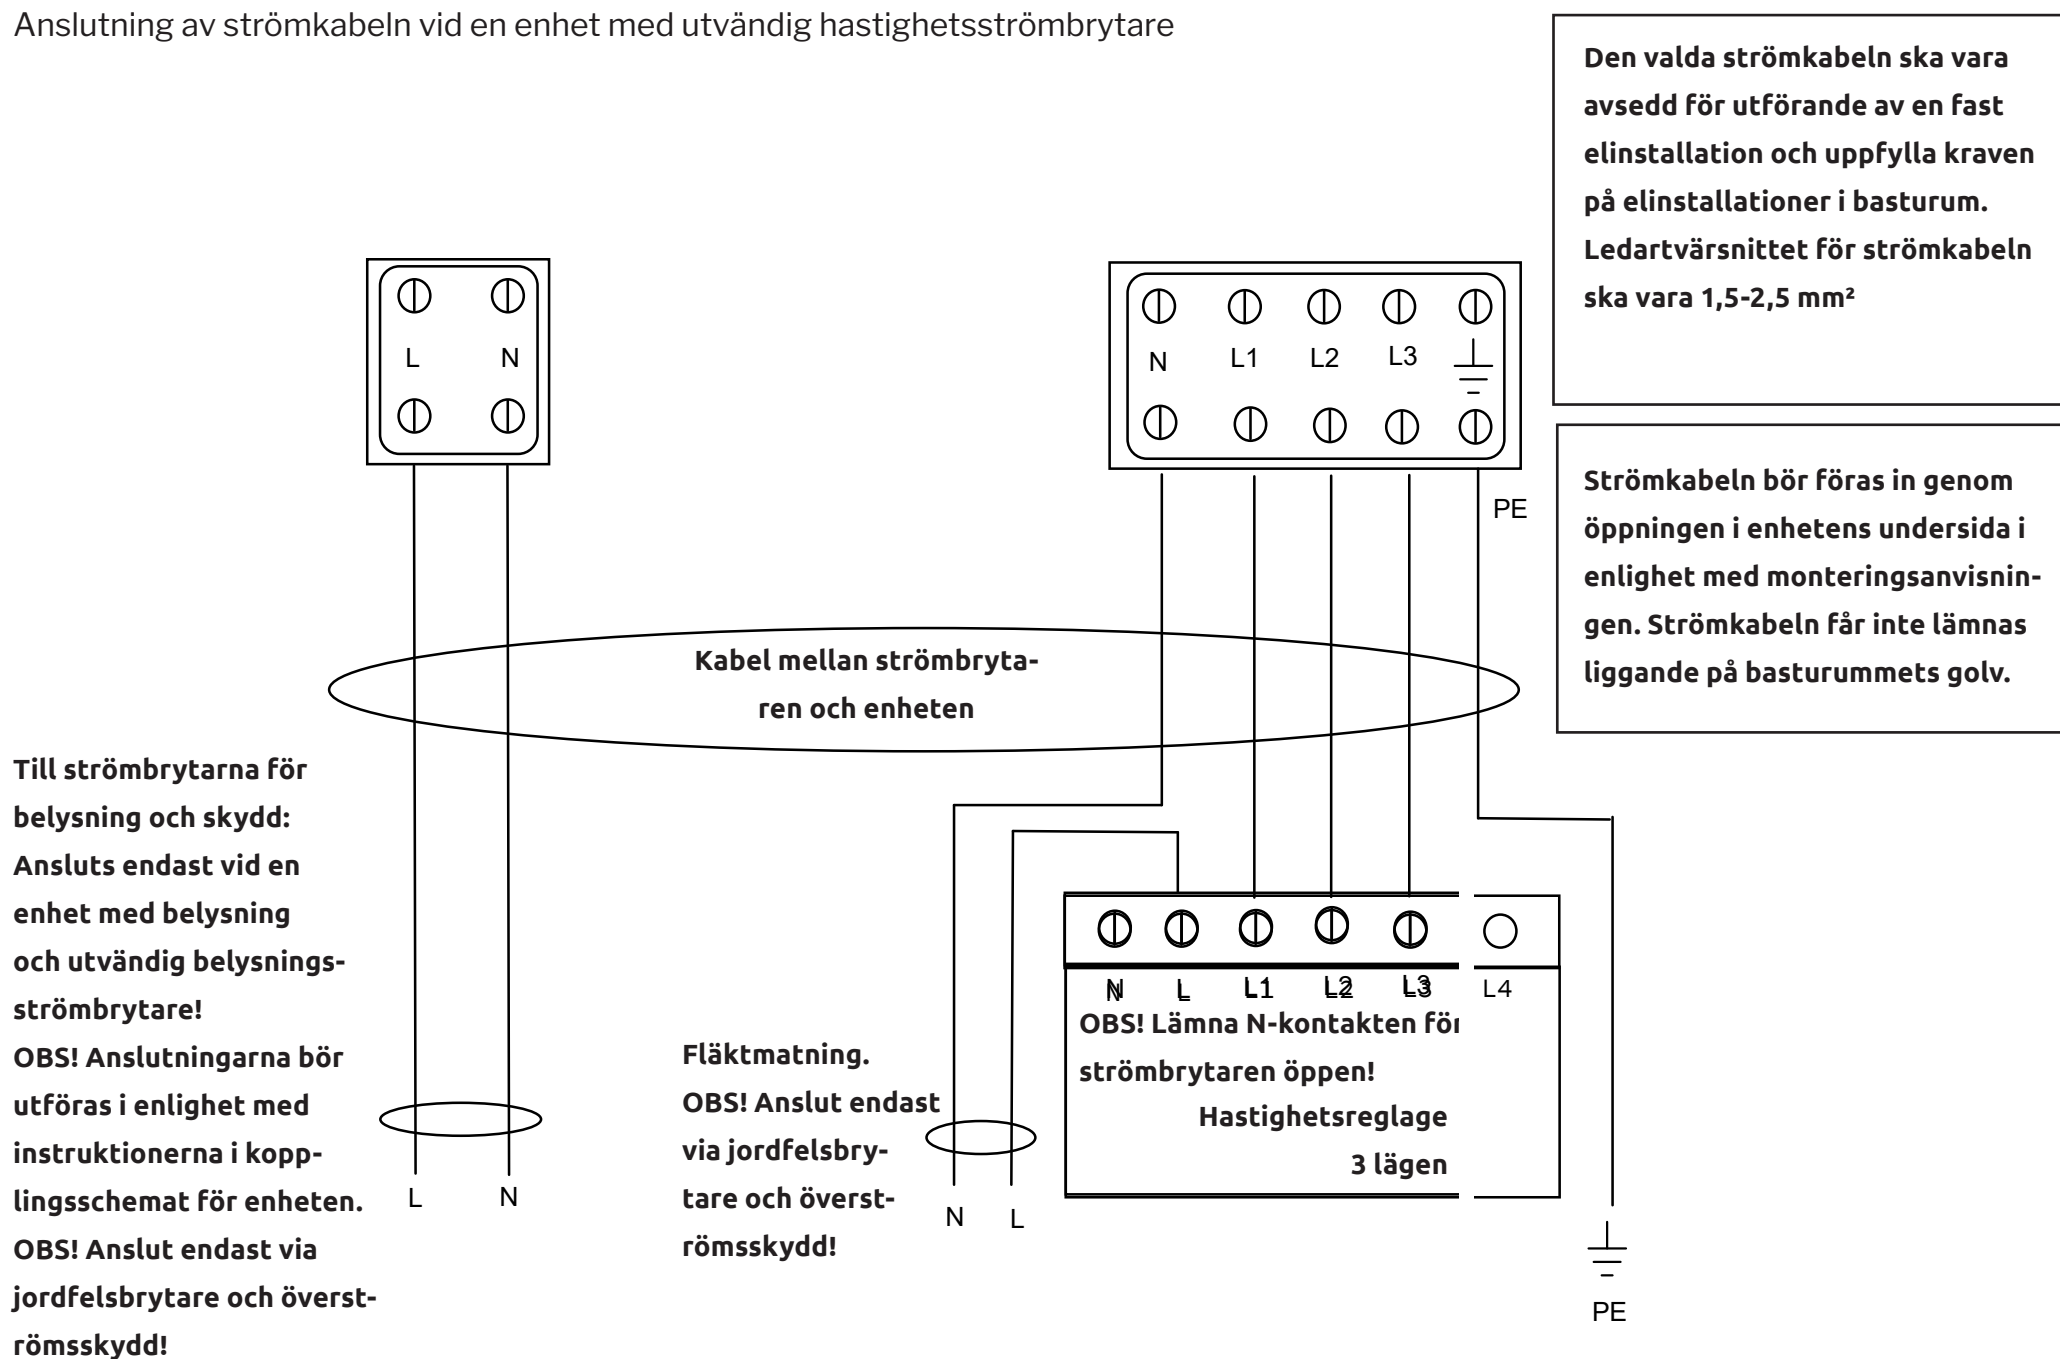 Anslutning av strömkabeln vid en enhet med utvändig hastighetsströmbrytare
Den valda strömkabeln ska vara
avsedd för utförande av en fast
elinstallation och uppfylla kraven
på elinstallationer i basturum.
Ledartvärsnittet för strömkabeln
ska vara 1,5-2,5 mm²
L N
N L1 L2 L3
PE
Strömkabeln bör föras in genom
öppningen i enhetens undersida i
enlighet med monteringsanvisnin-
gen. Strömkabeln får inte lämnas
liggande på basturummets golv.
Kabel mellan strömbryta-
ren och enheten
Till strömbrytarna för
belysning och skydd:
Ansluts endast vid en
enhet med belysning
och utvändig belysnings-
strömbrytare!
OBS! Anslutningarna bör
utföras i enlighet med
instruktionerna i kopp-
lingsschemat för enheten.
OBS! Anslut endast via
jordfelsbrytare och överst-
römsskydd!
L N
Fläktmatning.
OBS! Anslut endast
via jordfelsbry-
tare och överst-
römsskydd!
N L
N L L1 L2 L3 L4
OBS! Lämna N-kontakten för
strömbrytaren öppen!
Hastighetsreglage
3 lägen
PE